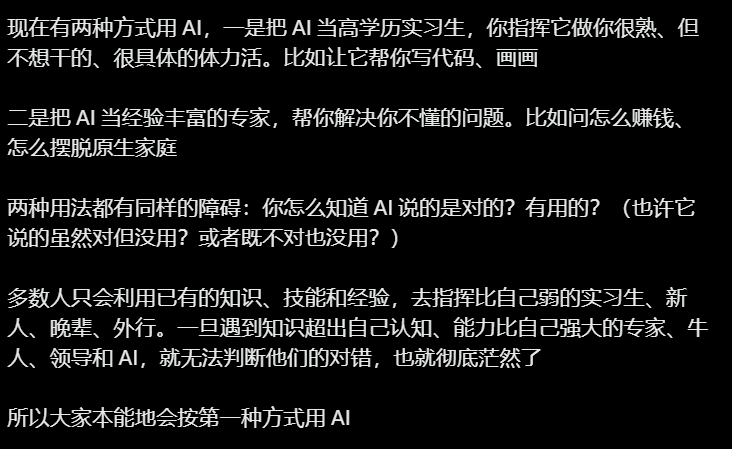 现在有两种方式用 AI，一是把 AI 当高学历实习生，你指挥它做你很熟、但
不想干的、很具体的体力活。比如让它帮你写代码、画画
二是把 AI 当经验丰富的专家，帮你解决你不懂的问题。比如问怎么赚钱、
怎么摆脱原生家庭
两种用法都有同样的障碍：你怎么知道 AI 说的是对的？有用的？（也许它
说的虽然对但没用？或者既不对也没用？）
多数人只会利用已有的知识、技能和经验，去指挥比自己弱的实习生、新
人、晚辈、外行。一旦遇到知识超出自己认知、能力比自己强大的专家、牛
人、领导和 AI，就无法判断他们的对错，也就彻底茫然了
所以大家本能地会按第一种方式用 AI